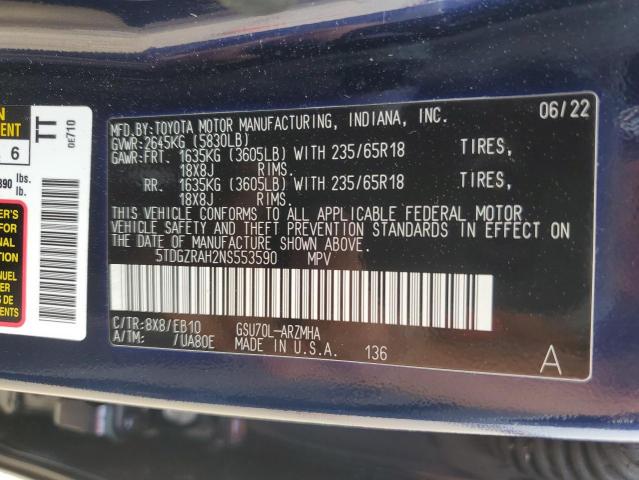 MFD.BY:TOYOTA MOTOR MANUFACTURING, INDIANA, INC. 06/22
GVWR:2645KG (5830LB)
GAWR:FRT. 1635KG (3605LB) WITH 235/65R18 TIRES,
18X8J RIMS.
RR. 1635KG (3605LB) WITH 235/65R18 TIRES,
18X8J RIMS.
THIS VEHICLE CONFORMS TO ALL APPLICABLE FEDERAL MOTOR
VEHICLE SAFETY AND THEFT PREVENTION STANDARDS IN EFFECT ON
THE DATE OF MANUFACTURE SHOWN ABOVE.
5TDGZRAH2NS553590 MPV
C/TR:8X8/EB10 GSU70L-ARZMHA
A/TM: /UA80E MADE IN U.S.A. 136 A
TT
0E710
6
lbs.
lb.